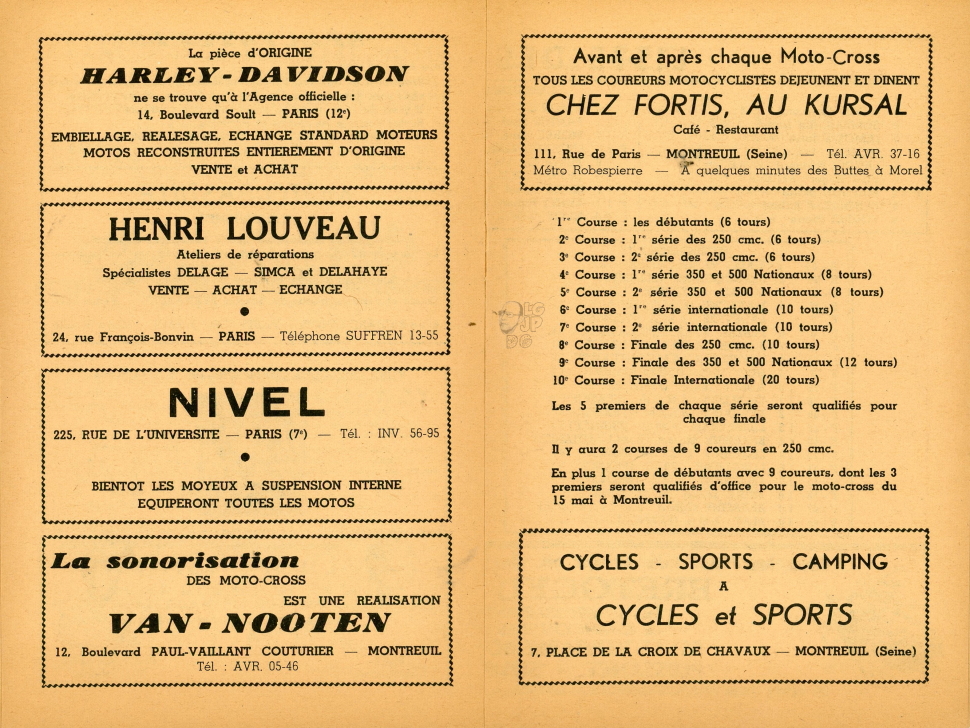 La pièce d'ORIGINE
HARLEY-DAVIDSON
ne se trouve qu'à l'Agence officielle :
14, Boulevard Soult — PARIS (12e)
EMBIELLAGE, REALESAGE, ECHANGE STANDARD MOTEURS
MOTOS RECONSTRUITES ENTIEREMENT D'ORIGINE
VENTE et ACHAT
HENRI LOUVEAU
Ateliers de réparations
Spécialistes DELAGE — SIMCA et DELAHAYE
VENTE — ACHAT — ECHANGE
24, rue François-Bonvin — PARIS — Téléphone SUFFREN 13-55
NIVEL
225, RUE DE L'UNIVERSITE — PARIS (7e) — Tél. : INV. 56-95
BIENTOT LES MOYEUX A SUSPENSION INTERNE
EQUIPERONT TOUTES LES MOTOS
La sonorisation
DES MOTO-CROSS
EST UNE REALISATION
VAN-NOOTEN
12, Boulevard PAUL-VAILLANT COUTURIER — MONTREUIL
Tél. : AVR. 05-46
Avant et après chaque Moto-Cross
TOUS LES COUREURS MOTOCYCLISTES DEJEUNENT ET DINENT
CHEZ FORTIS, AU KURSAL
Café - Restaurant
111, Rue de Paris — MONTREUIL (Seine) — Tél. AVR. 37-16
Métro Robespierre — A quelques minutes des Buttes à Morel
1re Course : les débutants (6 tours)
2e Course : 1re série des 250 cmc. (6 tours)
3e Course : 2e série des 250 cmc. (6 tours)
4e Course : 1re série 350 et 500 Nationaux (8 tours)
5e Course : 2e série 350 et 500 Nationaux (8 tours)
6e Course : 1re série internationale (10 tours)
7e Course : 2e série internationale (10 tours)
8e Course : Finale des 250 cmc. (10 tours)
9e Course : Finale des 350 et 500 Nationaux (12 tours)
10e Course : Finale Internationale (20 tours)
Les 5 premiers de chaque série seront qualifiés pour
chaque finale
Il y aura 2 courses de 9 coureurs en 250 cmc.
En plus 1 course de débutants avec 9 coureurs, dont les 3
premiers seront qualifiés d'office pour le moto-cross du
15 mai à Montreuil.
CYCLES - SPORTS - CAMPING
A
CYCLES et SPORTS
7, PLACE DE LA CROIX DE CHAVAUX — MONTREUIL (Seine)